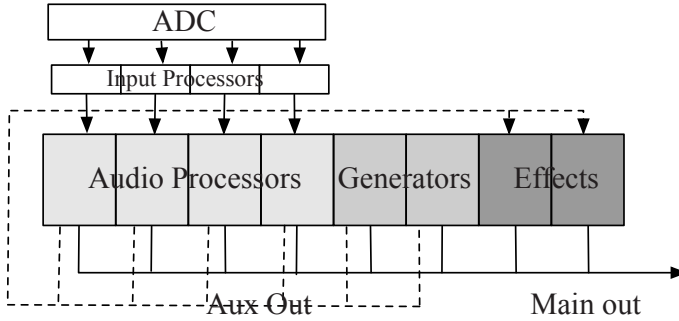 ADC
Input Processors
Audio Processors Generators Effects
Aux Out Main out